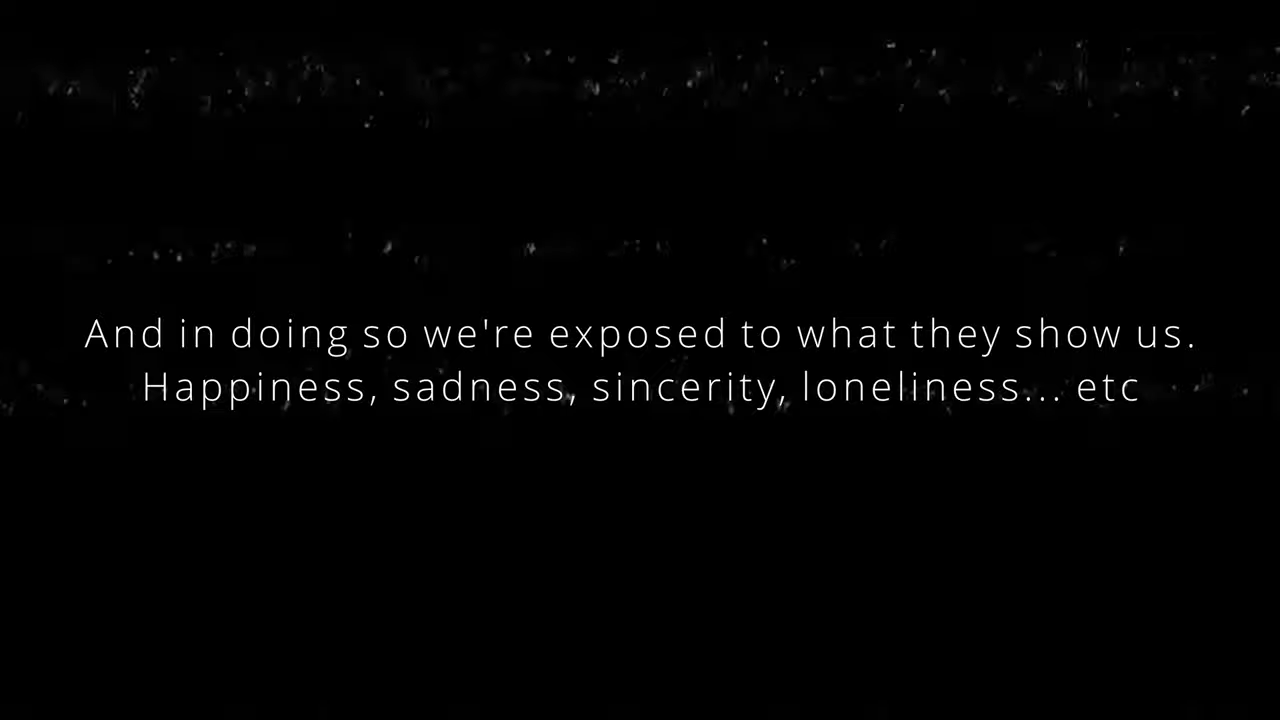 And in doing so we're exposed to what they show us.
Happiness, sadness, sincerity, loneliness... etc